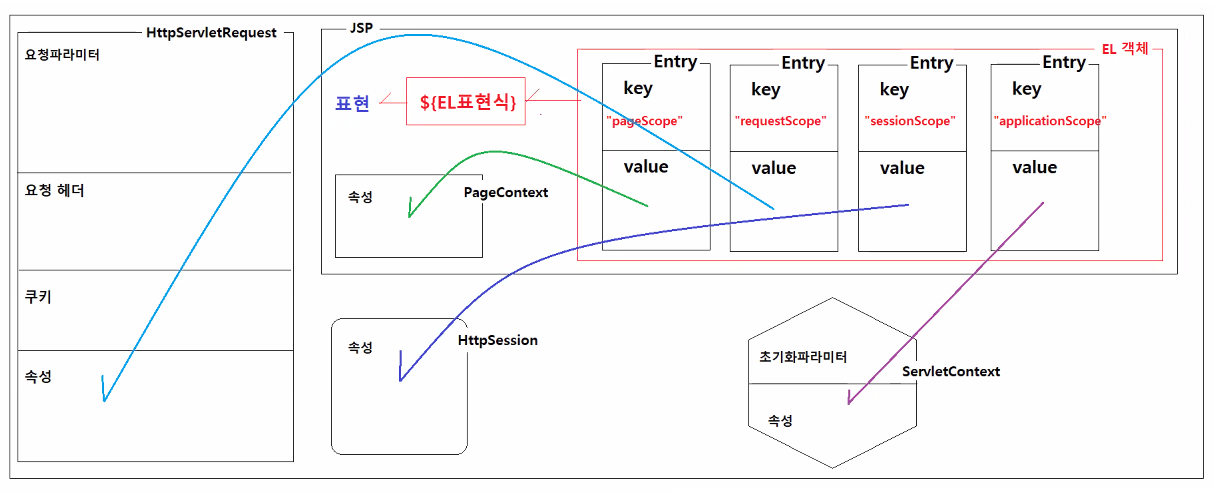 HttpServletRequest
요청파라미터
요청 헤더
쿠키
속성
JSP
표현
${EL표현식}
EL 객체
Entry
key
"pageScope"
value
Entry
key
"requestScope"
value
Entry
key
"sessionScope"
value
Entry
key
"applicationScope"
value
속성
PageContext
속성
HttpSession
초기화파라미터
ServletContext
속성